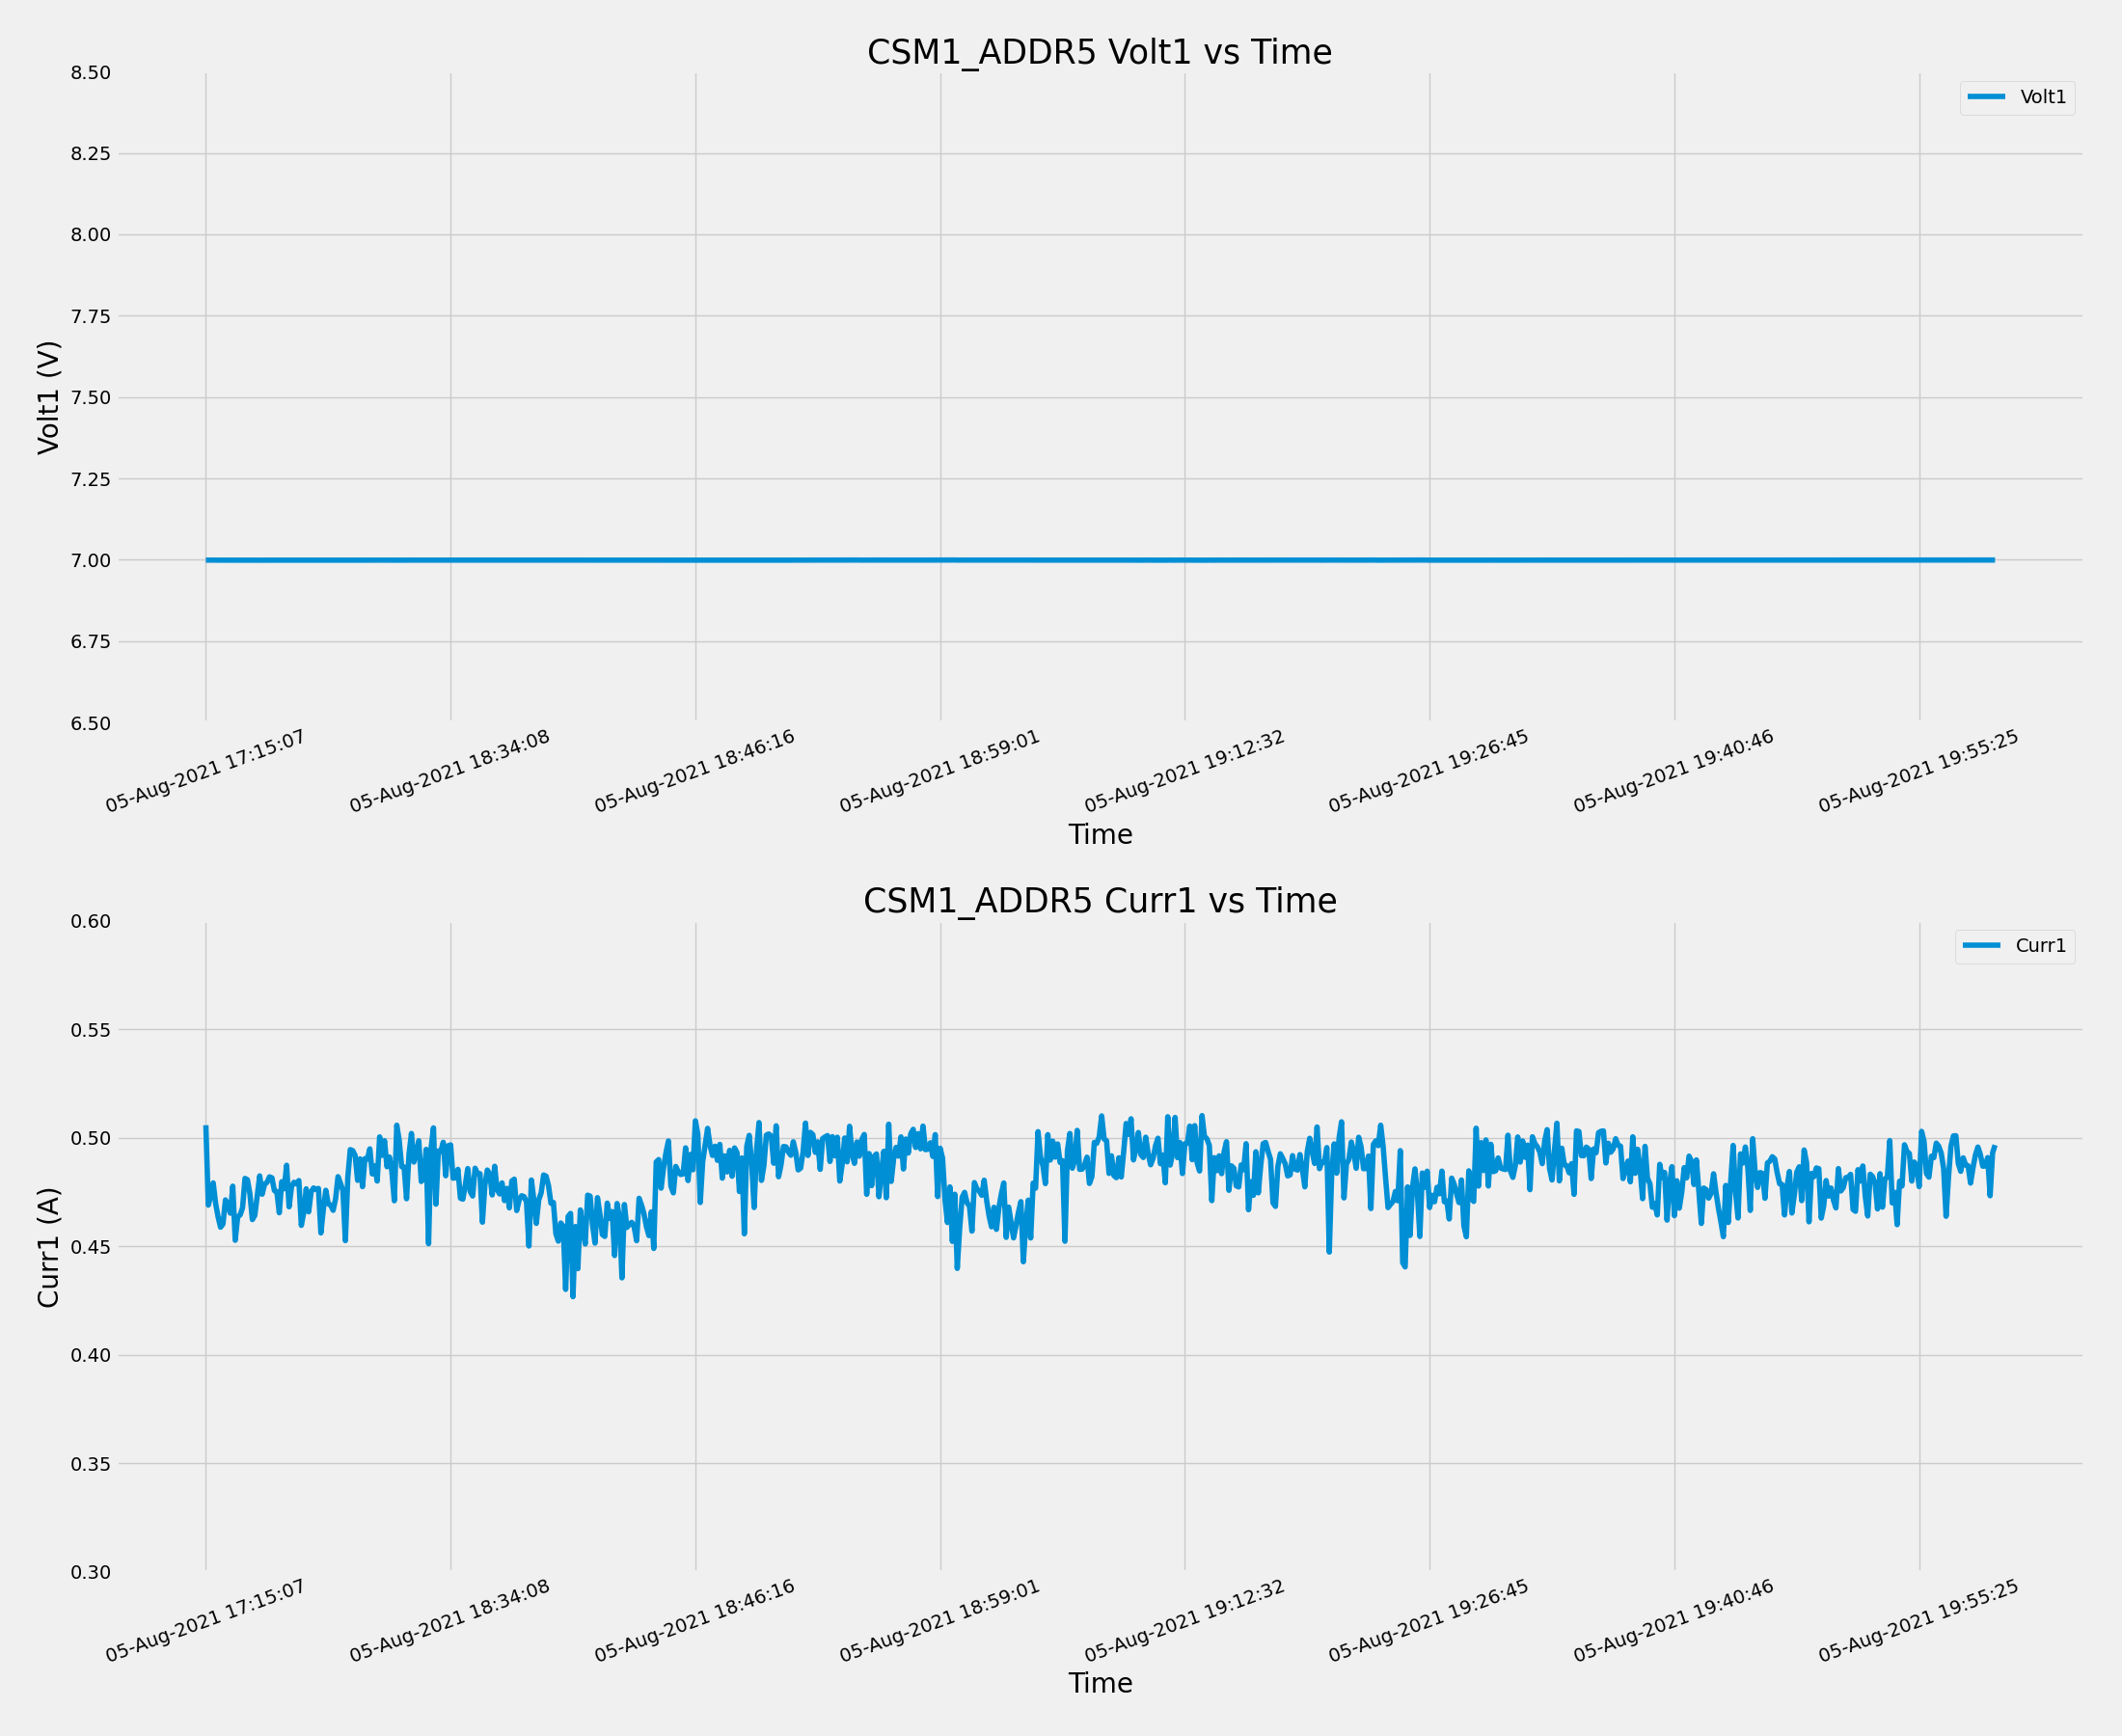 CSM1_ADDR5 Volt1 vs Time
8.50
8.25
8.00
7.75
7.50
7.25
7.00
6.75
6.50
Volt1 (V)
Volt1
05-Aug-2021 17:15:07
05-Aug-2021 18:34:08
05-Aug-2021 18:46:16
05-Aug-2021 18:59:01
05-Aug-2021 19:12:32
05-Aug-2021 19:26:45
05-Aug-2021 19:40:46
05-Aug-2021 19:55:25
Time
CSM1_ADDR5 Curr1 vs Time
0.60
0.55
0.50
0.45
0.40
0.35
0.30
Curr1 (A)
Curr1
05-Aug-2021 17:15:07
05-Aug-2021 18:34:08
05-Aug-2021 18:46:16
05-Aug-2021 18:59:01
05-Aug-2021 19:12:32
05-Aug-2021 19:26:45
05-Aug-2021 19:40:46
05-Aug-2021 19:55:25
Time